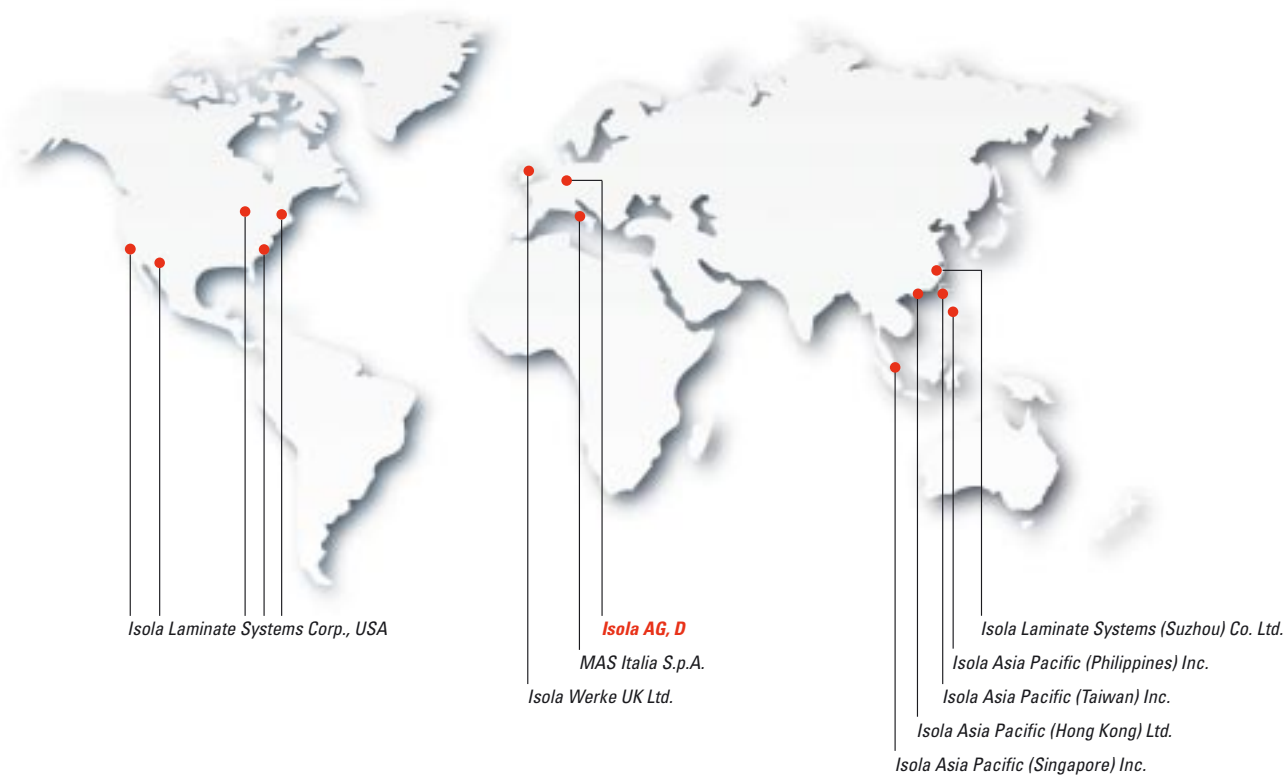 Isola Laminate Systems Corp., USA
Isola AG, D
MAS Italia S.p.A.
Isola Werke UK Ltd.
Isola Laminate Systems (Suzhou) Co. Ltd.
Isola Asia Pacific (Philippines) Inc.
Isola Asia Pacific (Taiwan) Inc.
Isola Asia Pacific (Hong Kong) Ltd.
Isola Asia Pacific (Singapore) Inc.